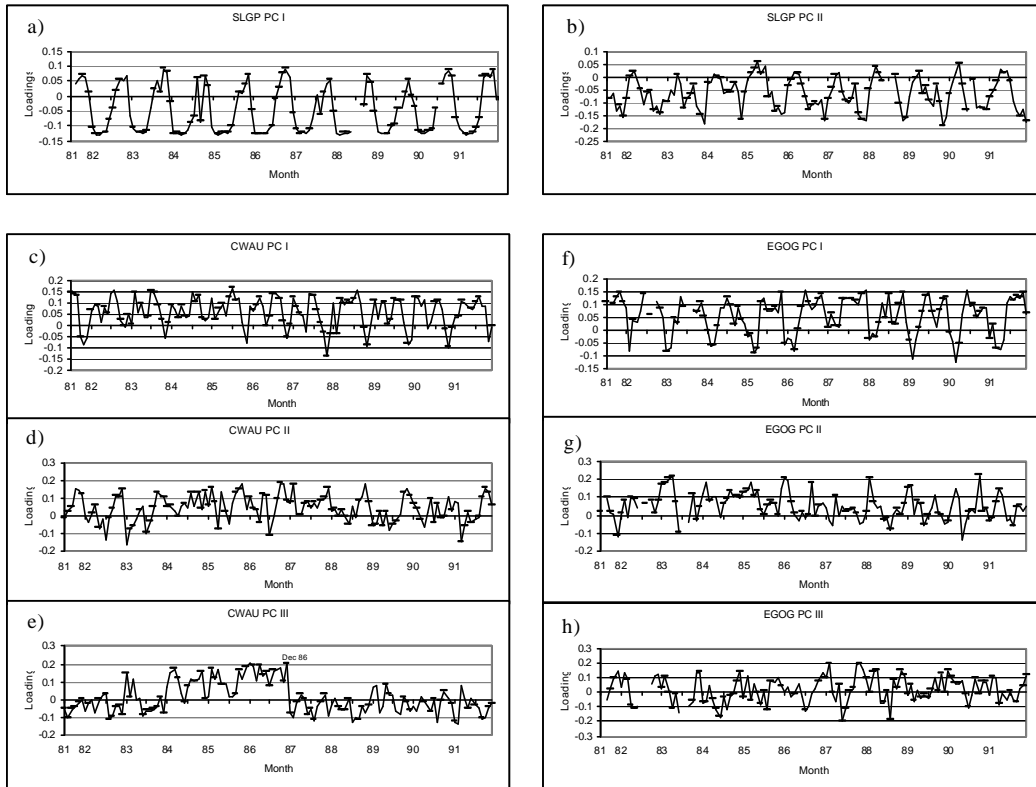 a)
SLGP PC I
Loadings
0.15
0.1
0.05
0
-0.05
-0.1
-0.15
81 82 83 84 85 86 87 88 89 90 91
Month
b)
SLGP PC II
Loadings
0.1
0.05
0
-0.05
-0.1
-0.15
-0.2
-0.25
81 82 83 84 85 86 87 88 89 90 91
Month
c)
CWAU PC I
Loading
0.2
0.15
0.1
0.05
0
-0.05
-0.1
-0.15
-0.2
81 82 83 84 85 86 87 88 89 90 91
Month
f)
EGOG PC I
Loading
0.2
0.15
0.1
0.05
0
-0.05
-0.1
-0.15
81 82 83 84 85 86 87 88 89 90 91
Month
d)
CWAU PC II
Loading
0.3
0.2
0.1
0
-0.1
-0.2
81 82 83 84 85 86 87 88 89 90 91
Month
g)
EGOG PC II
Loading
0.3
0.2
0.1
0
-0.1
-0.2
81 82 83 84 85 86 87 88 89 90 91
Month
e)
CWAU PC III
Dec 86
Loading
0.3
0.2
0.1
0
-0.1
-0.2
81 82 83 84 85 86 87 88 89 90 91
Month
h)
EGOG PC III
Loading
0.3
0.2
0.1
0
-0.1
-0.2
-0.3
81 82 83 84 85 86 87 88 89 90 91
Month